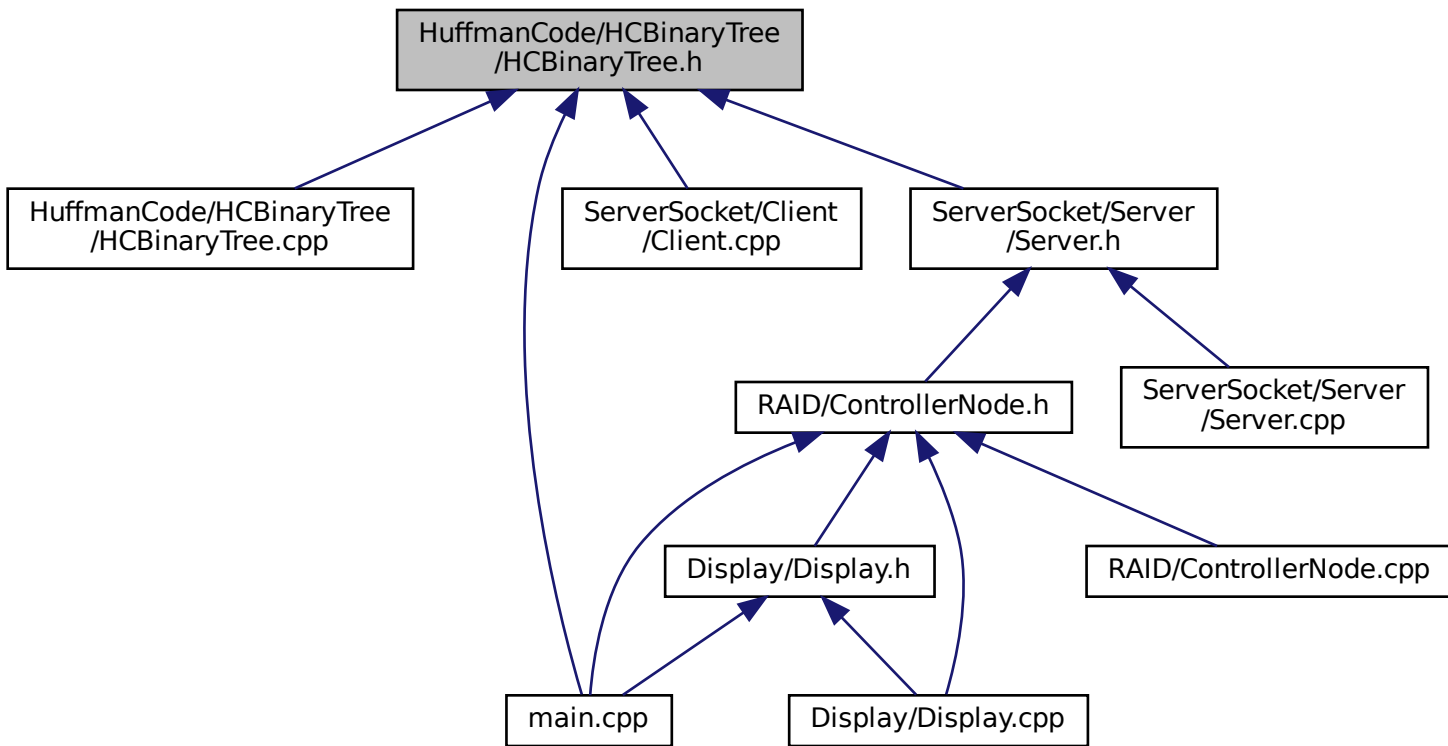 HuffmanCode/HCBinaryTree
/HCBinaryTree.h
HuffmanCode/HCBinaryTree
/HCBinaryTree.cpp
ServerSocket/Client
/Client.cpp
ServerSocket/Server
/Server.h
RAID/ControllerNode.h
ServerSocket/Server
/Server.cpp
Display/Display.h
RAID/ControllerNode.cpp
main.cpp
Display/Display.cpp